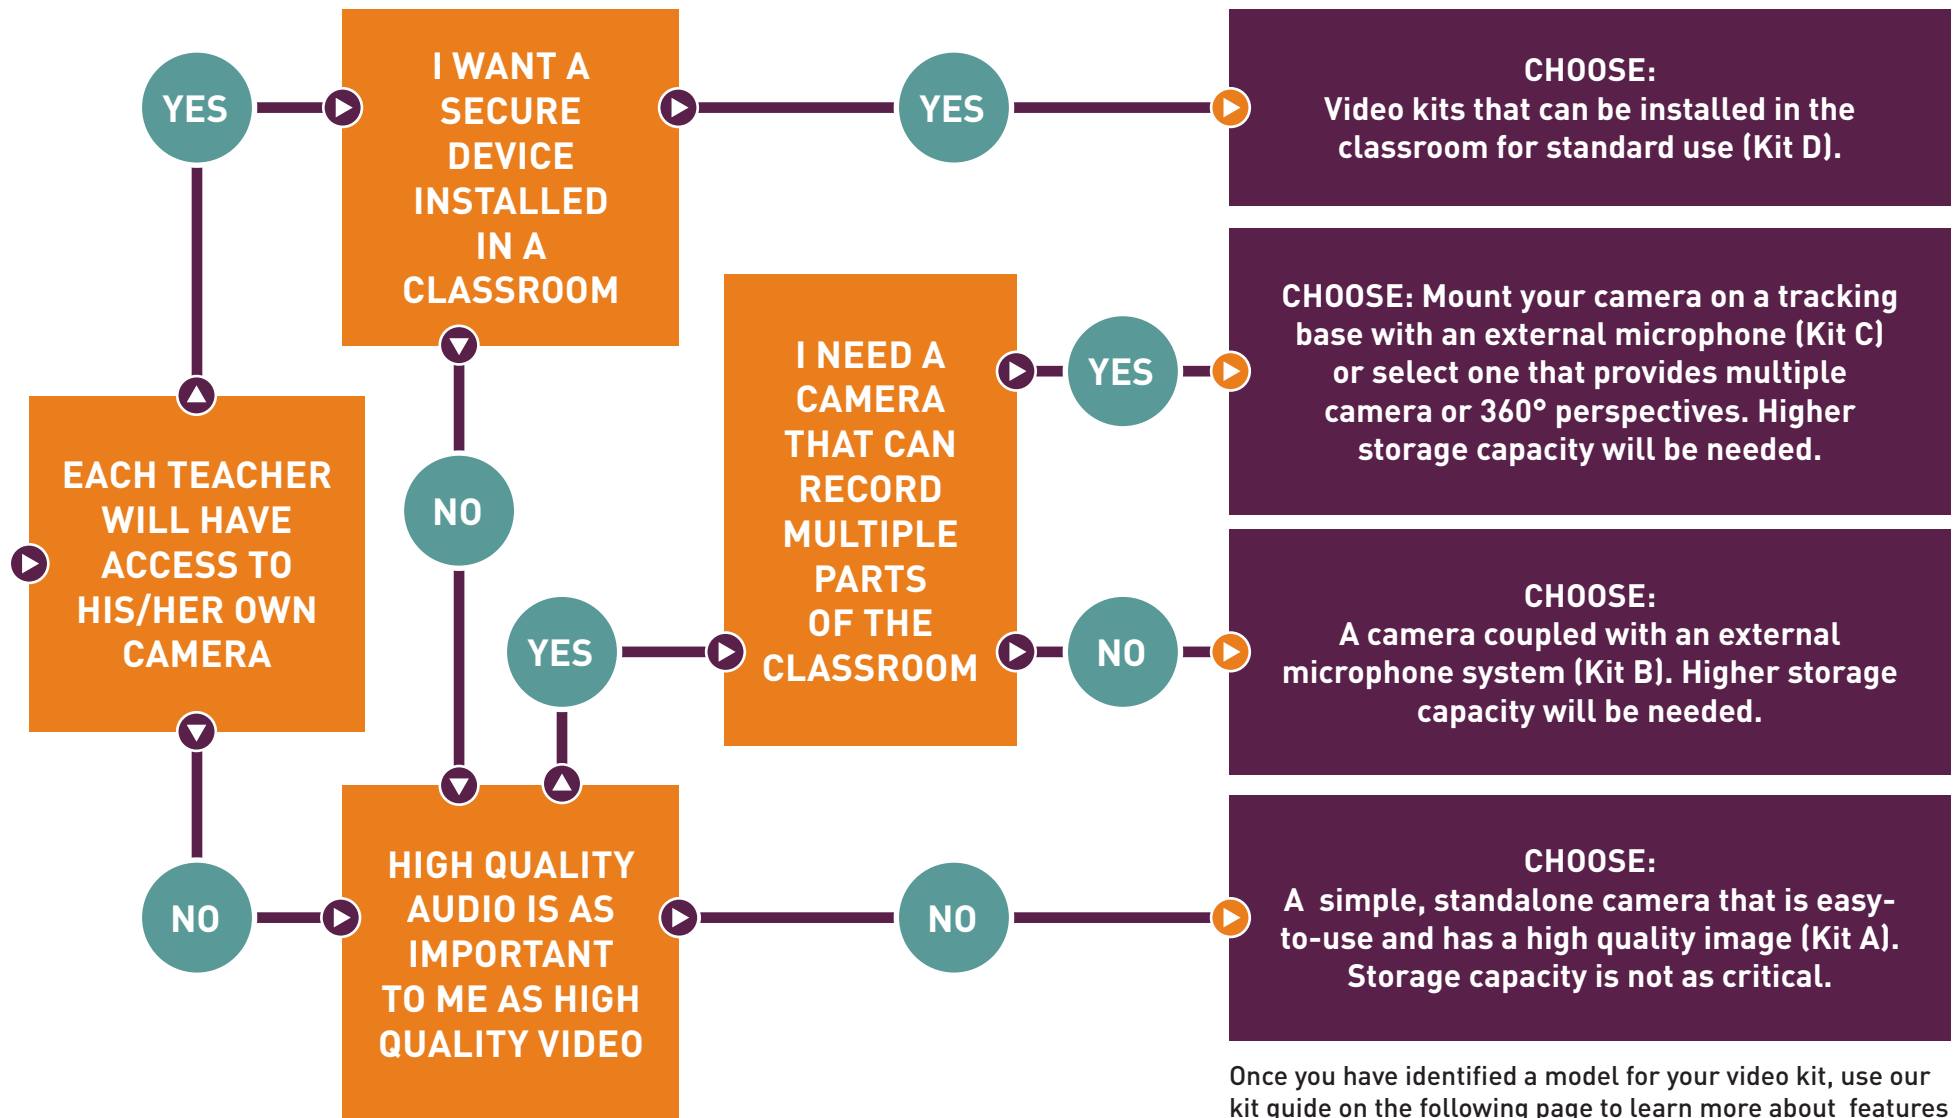 EACH TEACHER
WILL HAVE
ACCESS TO
HIS/HER OWN
CAMERA
YES
I WANT A
SECURE
DEVICE
INSTALLED
IN A
CLASSROOM
YES
CHOOSE:
Video kits that can be installed in the
classroom for standard use (Kit D).
NO
NO
HIGH QUALITY
AUDIO IS AS
IMPORTANT
TO ME AS HIGH
QUALITY VIDEO
YES
I NEED A
CAMERA
THAT CAN
RECORD
MULTIPLE
PARTS
OF THE
CLASSROOM
YES
CHOOSE: Mount your camera on a tracking
base with an external microphone (Kit C)
or select one that provides multiple
camera or 360° perspectives. Higher
storage capacity will be needed.
NO
CHOOSE:
A camera coupled with an external
microphone system (Kit B). Higher storage
capacity will be needed.
NO
CHOOSE:
A simple, standalone camera that is easy-
to-use and has a high quality image (Kit A).
Storage capacity is not as critical.
Once you have identified a model for your video kit, use our
kit guide on the following page to learn more about features